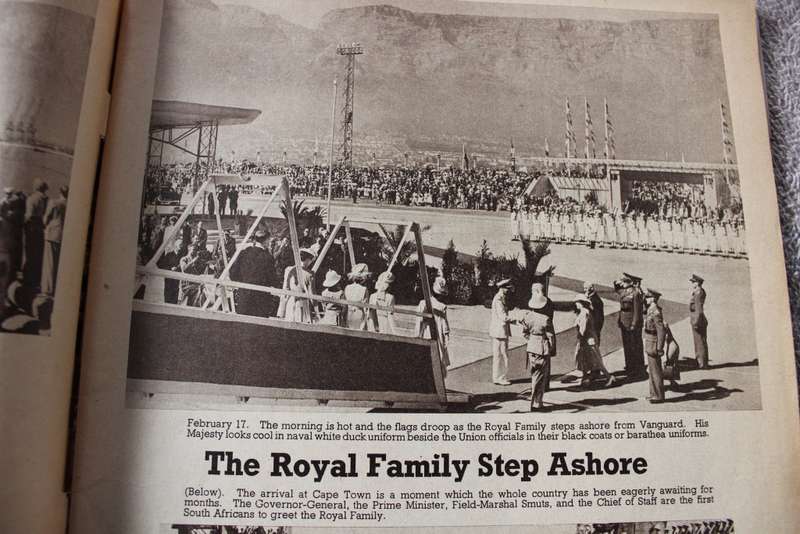 February 17. The morning is hot and the flags droop as the Royal Family steps ashore from Vanguard. His
Majesty looks cool in naval white duck uniform beside the Union officials in their black coats or barathea uniforms.
The Royal Family Step Ashore
(Below). The arrival at Cape Town is a moment which the whole country has been eagerly awaiting for
months. The Governor-General, the Prime Minister, Field-Marshal Smuts, and the Chief of Staff are the first
South Africans to greet the Royal Family.